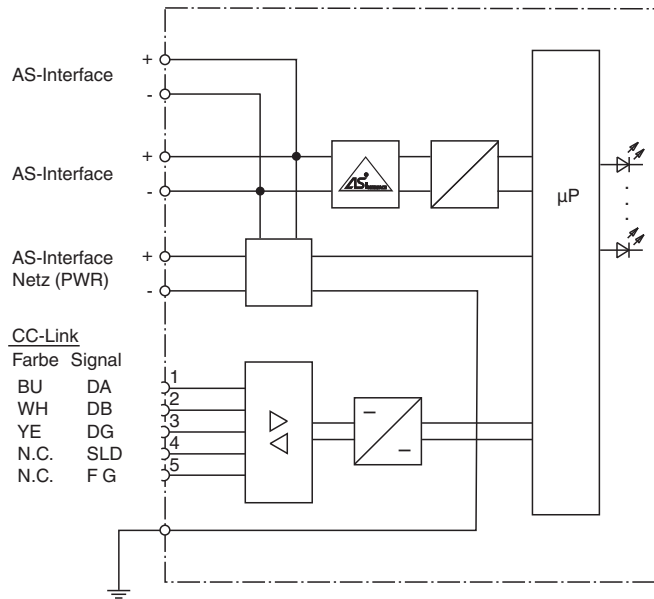 AS-Interface
+
-
AS-Interface
+
-
AS-Interface
Netz (PWR)
+
-
µP
CC-Link
Farbe Signal
BU DA 1
WH DB 2
YE DG 3
N.C. SLD 4
N.C. F G 5